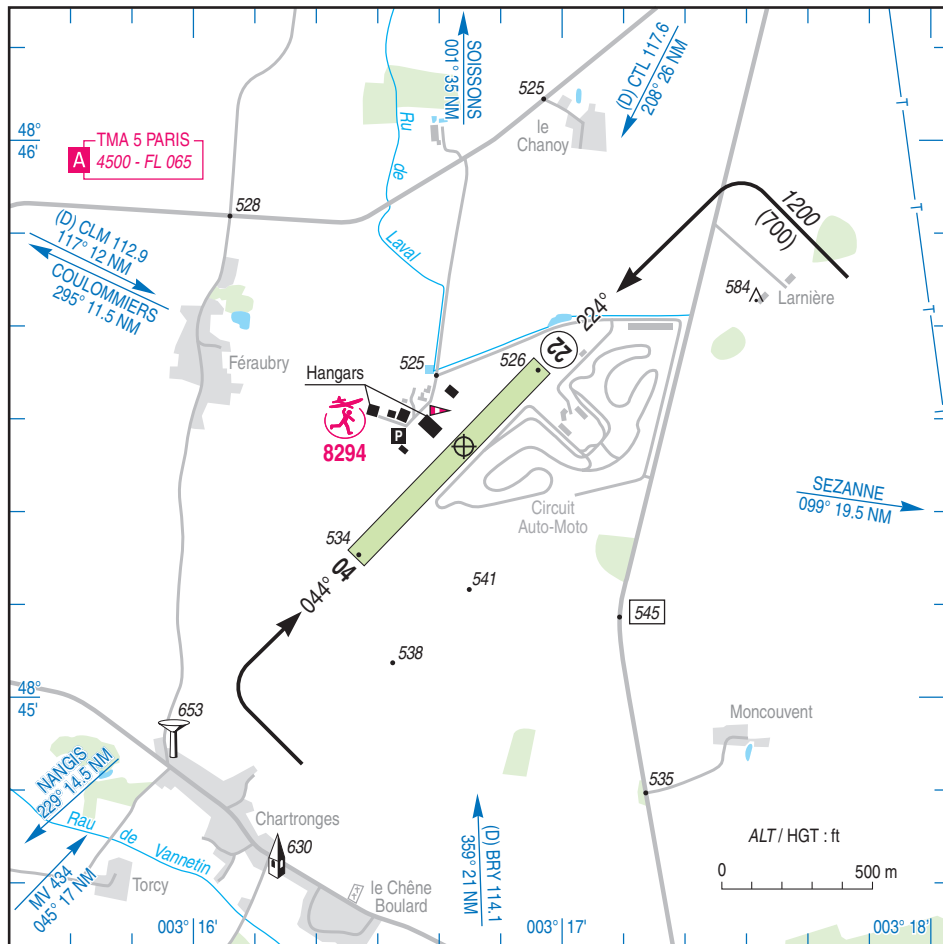 SOISSONS
001° 35 NM
(D) CTL 117.6
208° 26 NM
525
le
Chanoy
Ru
de
Laval
48°
46'
TMA 5 PARIS
A
4500 - FL 065
528
(D) CLM 112.9
117° 12 NM
COULOMMIERS
295° 11.5 NM
1200
(700)
584
Larnière
T
T
T
224°
22
Féraubry
525
526
Hangars
P
8294
Circuit
Auto-Moto
SEZANNE
099° 19.5 NM
534
04
044°
541
545
538
48°
45'
653
Moncouvent
NANGIS
229° 14.5 NM
535
Chartronges
630
Rau
de
Vannetin
(D) BRY 114.1
359° 21 NM
ALT / HGT : ft
0
500 m
MV 434
045° 17 NM
Torcy
le Chêne
Boulard
003° 16'
003° 17'
003° 18'